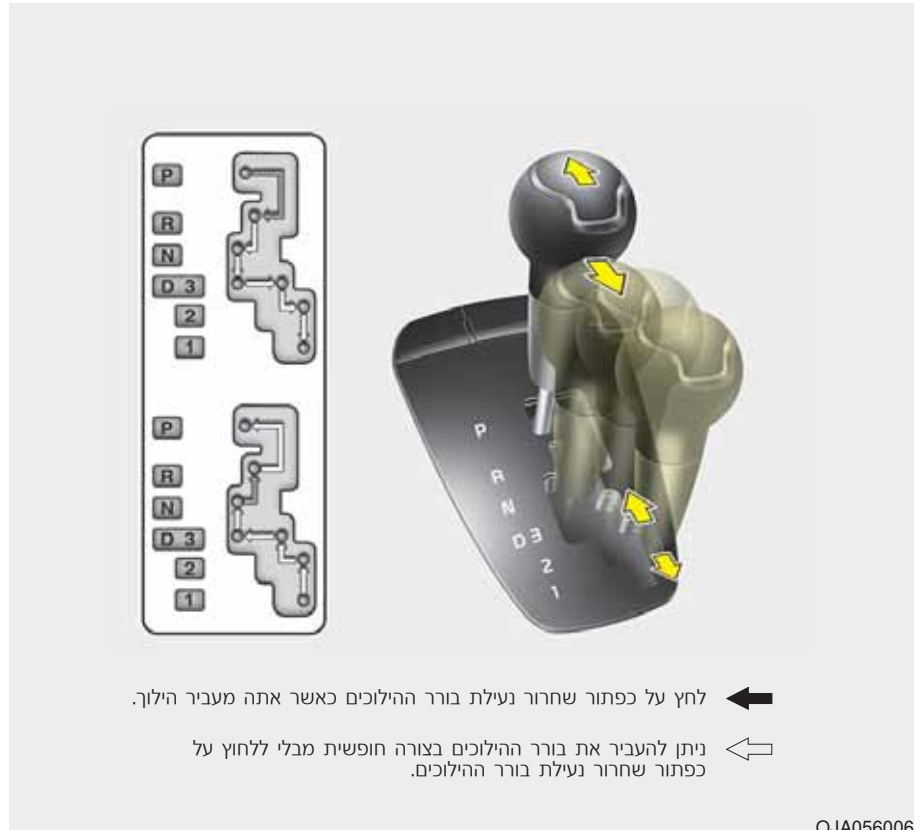 P
R
N
D 3
2
1
P
R
N
D 3
2
1
P
R
N
D 3
2
1
לחץ על כפתור שחרור נעילת בורר ההילוכים כאשר אתה מעביר הילוך.
ניתן להעביר את בורר ההילוכים בצורה חופשית מבלי ללחוץ על
כפתור שחרור נעילת בורר ההילוכים.
OJA056006